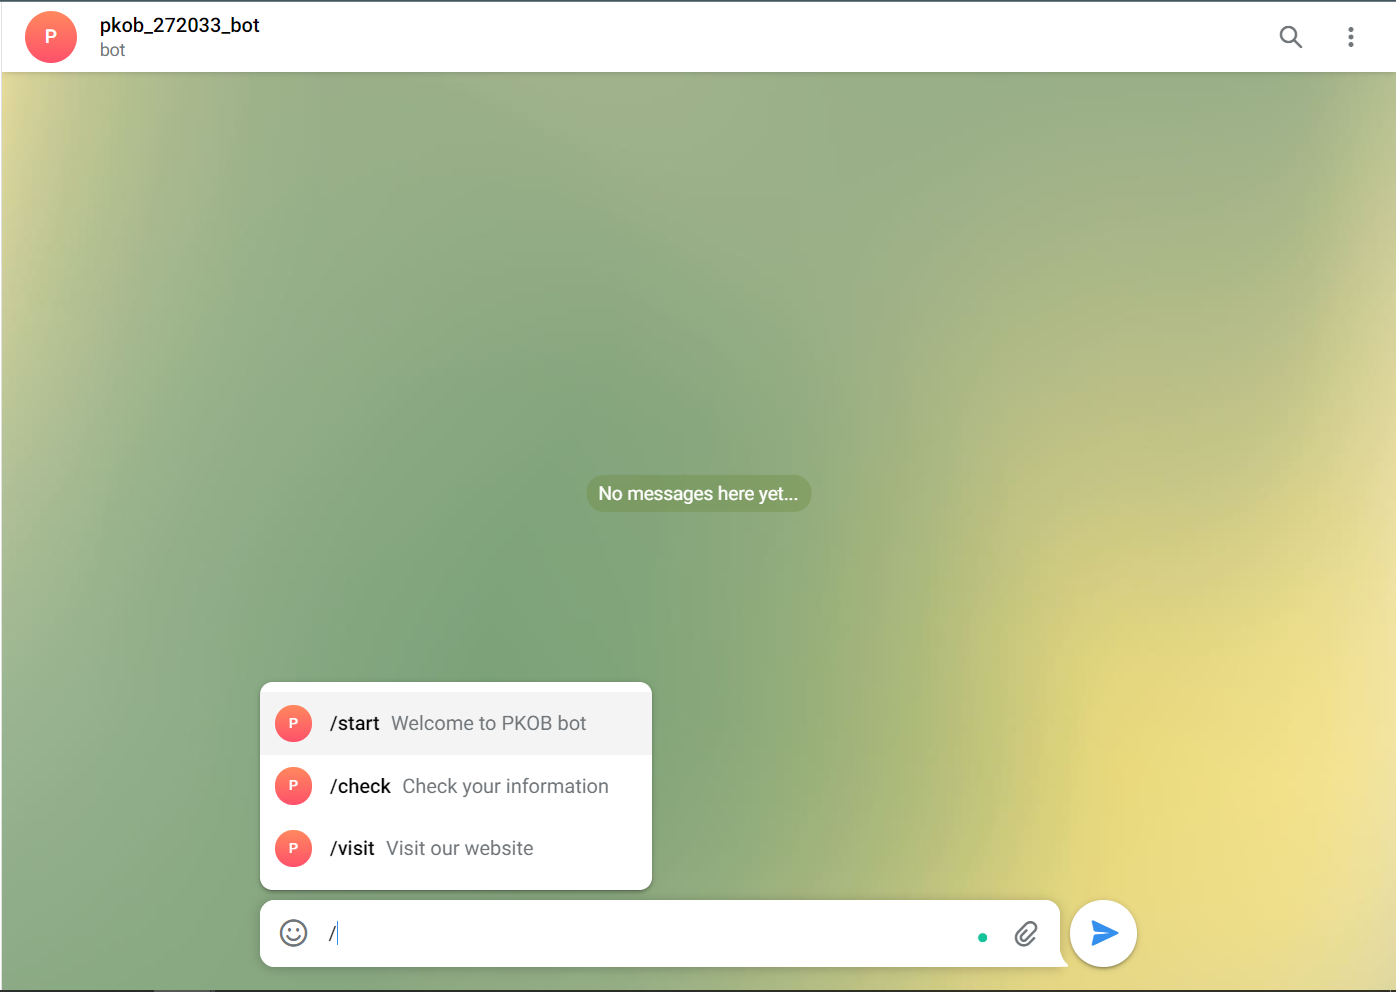 P
pkob_272033_bot
bot
No messages here yet...
P /start Welcome to PKOB bot
P /check Check your information
P /visit Visit our website
/